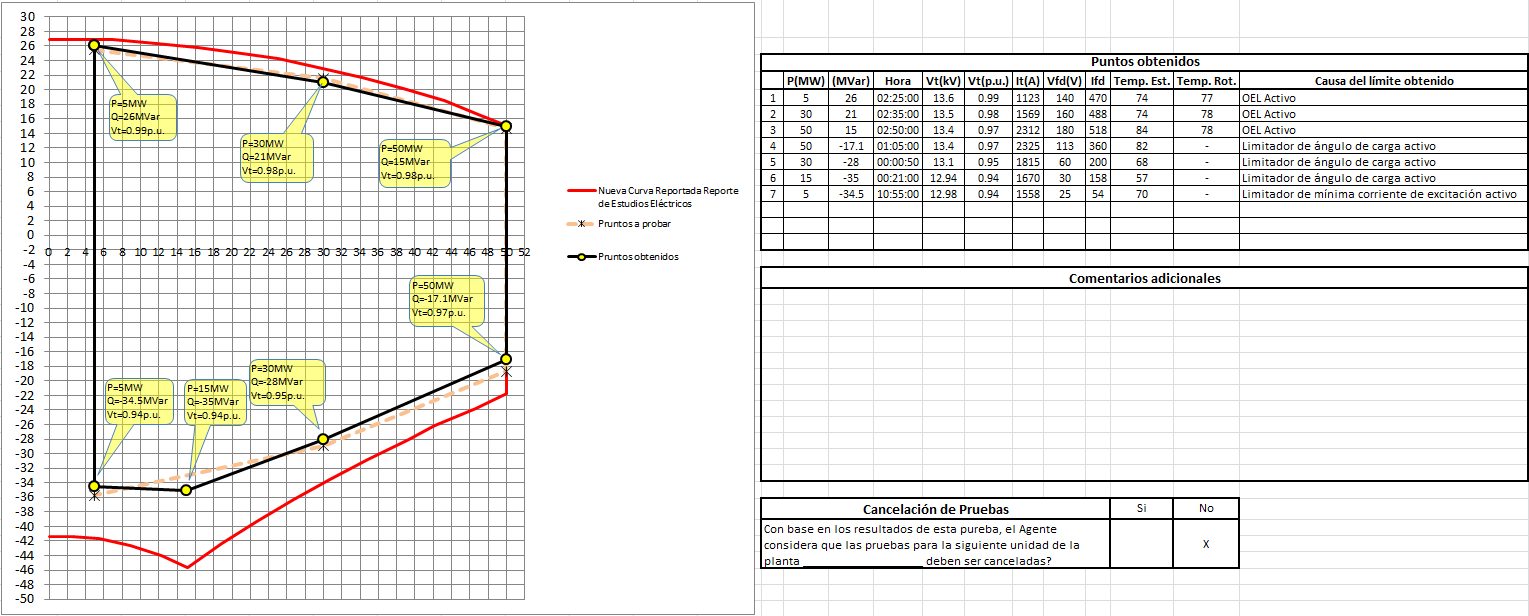 30
28
26
24
22
20
18
16
14
12
10
8
6
4
2
0
-2
-4
-6
-8
-10
-12
-14
-16
-18
-20
-22
-24
-26
-28
-30
-32
-34
-36
-38
-40
-42
-44
-46
-48
-50
0 2 4 6 8 10 12 14 16 18 20 22 24 26 28 30 32 34 36 38 40 42 44 46 48 50 52
P=5MW
Q=26MVar
Vt=0.99p.u.
P=30MW
Q=21MVar
Vt=0.98p.u.
P=50MW
Q=15MVar
Vt=0.98p.u.
P=50MW
Q=-17.1MVar
Vt=0.97p.u.
P=30MW
Q=-28MVar
Vt=0.95p.u.
P=5MW
Q=-34.5MVar
Vt=0.94p.u.
P=15MW
Q=-35MVar
Vt=0.94p.u.
Nueva Curva Reportada Reporte
de Estudios Eléctricos
Pruntos a probar
Pruntos obtenidos
Puntos obtenidos
P(MW) (MVar) Hora Vt(kV) Vt(p.u.) It(A) Vfd(V) Ifd Temp. Est. Temp. Rot. Causa del límite obtenido
1 5 26 02:25:00 13.6 0.99 1123 140 470 74 77 OEL Activo
2 30 21 02:35:00 13.5 0.98 1569 160 488 74 78 OEL Activo
3 50 15 02:50:00 13.4 0.97 2312 180 518 84 78 OEL Activo
4 50 -17.1 01:05:00 13.4 0.97 2325 113 360 82 - Limitador de ángulo de carga activo
5 30 -28 00:00:50 13.1 0.95 1815 60 200 68 - Limitador de ángulo de carga activo
6 15 -35 00:21:00 12.94 0.94 1670 30 158 57 - Limitador de ángulo de carga activo
7 5 -34.5 10:55:00 12.98 0.94 1558 25 54 70 - Limitador de mínima corriente de excitación activo
Comentarios adicionales
Cancelación de Pruebas Si No
Con base en los resultados de esta pureba, el Agente
considera que las pruebas para la siguiente unidad de la
planta ____________________ deben ser canceladas?
X